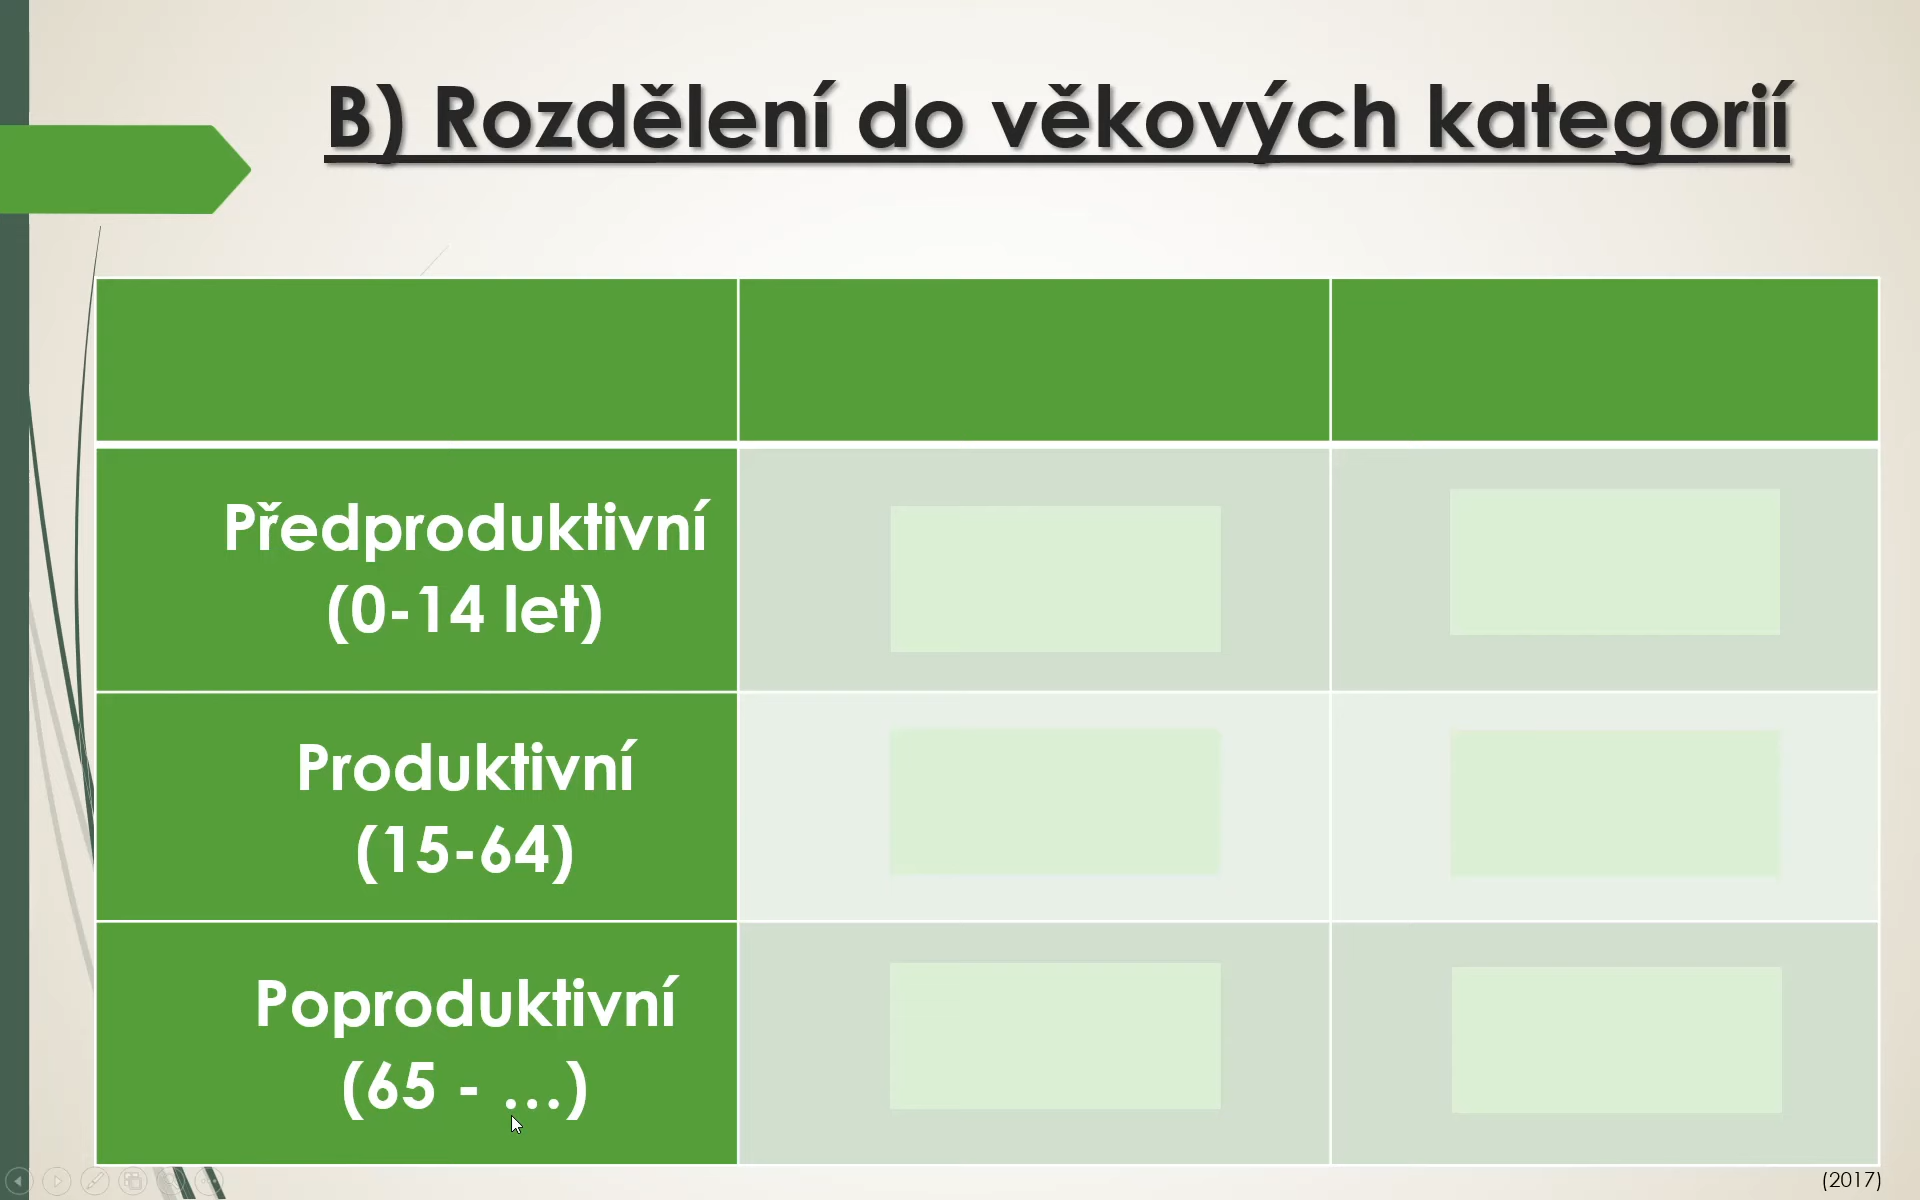 B) Rozdělení do věkových kategorií
Předproduktivní
(0-14 let)
Produktivní
(15-64)
Poproduktivní
(65 - ...)
(2017)